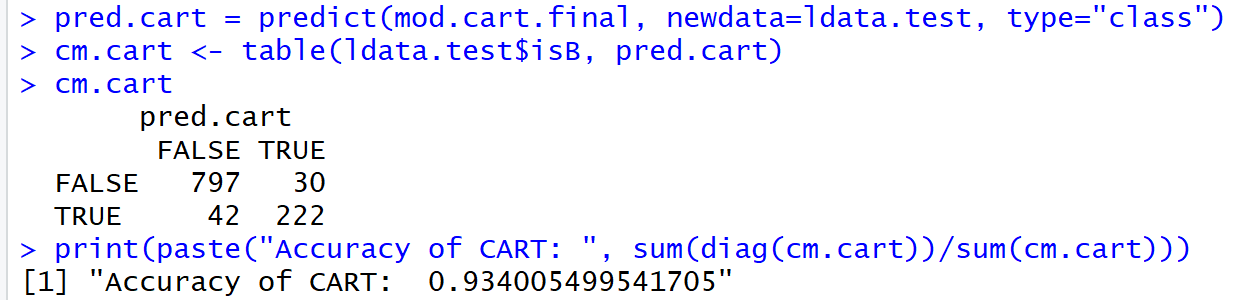 > pred.cart = predict(mod.cart.final, newdata=ldata.test, type="class")
> cm.cart <- table(ldata.test$isB, pred.cart)
> cm.cart
       pred.cart
        FALSE TRUE
  FALSE   797   30
  TRUE     42  222
> print(paste("Accuracy of CART: ", sum(diag(cm.cart))/sum(cm.cart)))
[1] "Accuracy of CART:  0.934005499541705"